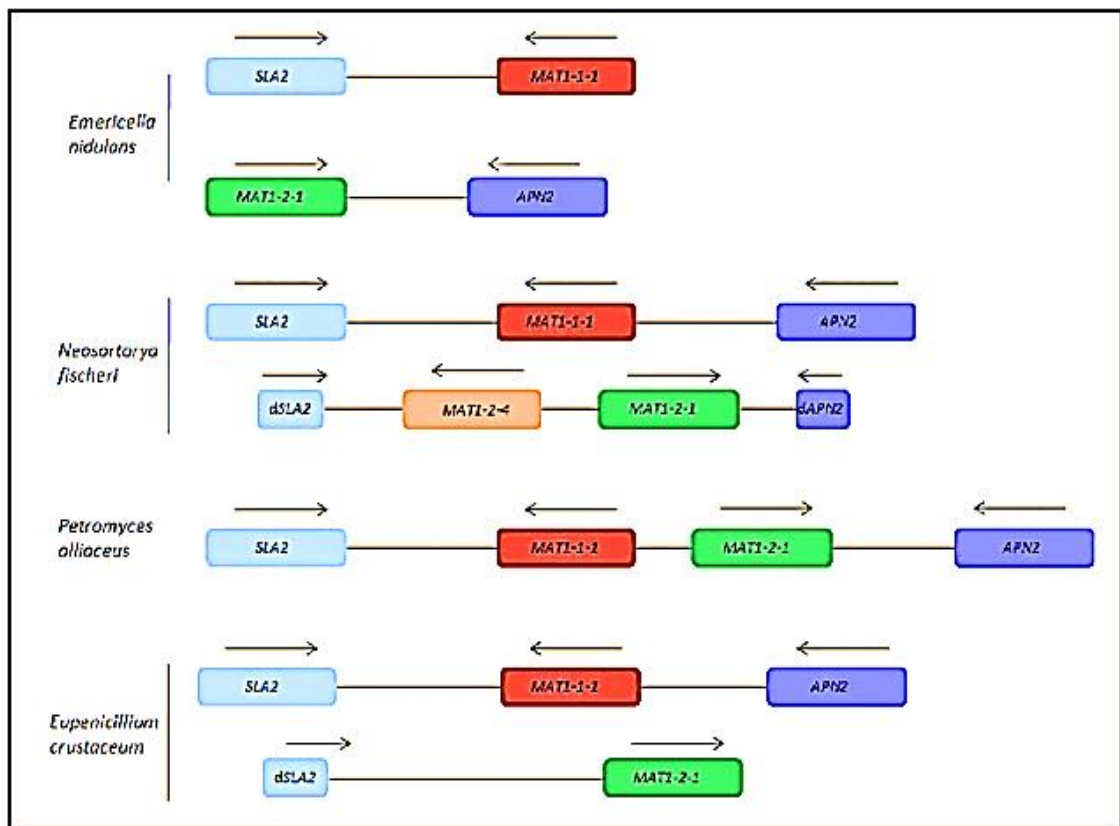 SLA2 MAT1-1-1
Emericella
nidulans
MAT1-2-1 APN2
SLA2 MAT1-1-1 APN2
Neosartorya
fischeri
dSLA2 MAT1-2-4 MAT1-2-1 dAPN2
Petromyces
alliaceus
SLA2 MAT1-1-1 MAT1-2-1 APN2
SLA2 MAT1-1-1 APN2
Eupenicillium
crustaceum
dSLA2 MAT1-2-1